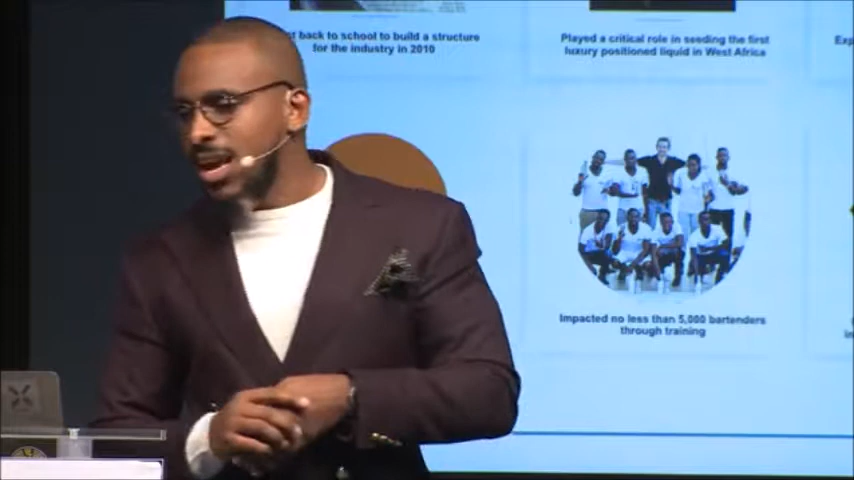 back to school to build a structure
for the industry in 2010
Played a critical role in seeding the first
luxury positioned liquid in West Africa
Impacted no less than 5,000 bartenders
through training